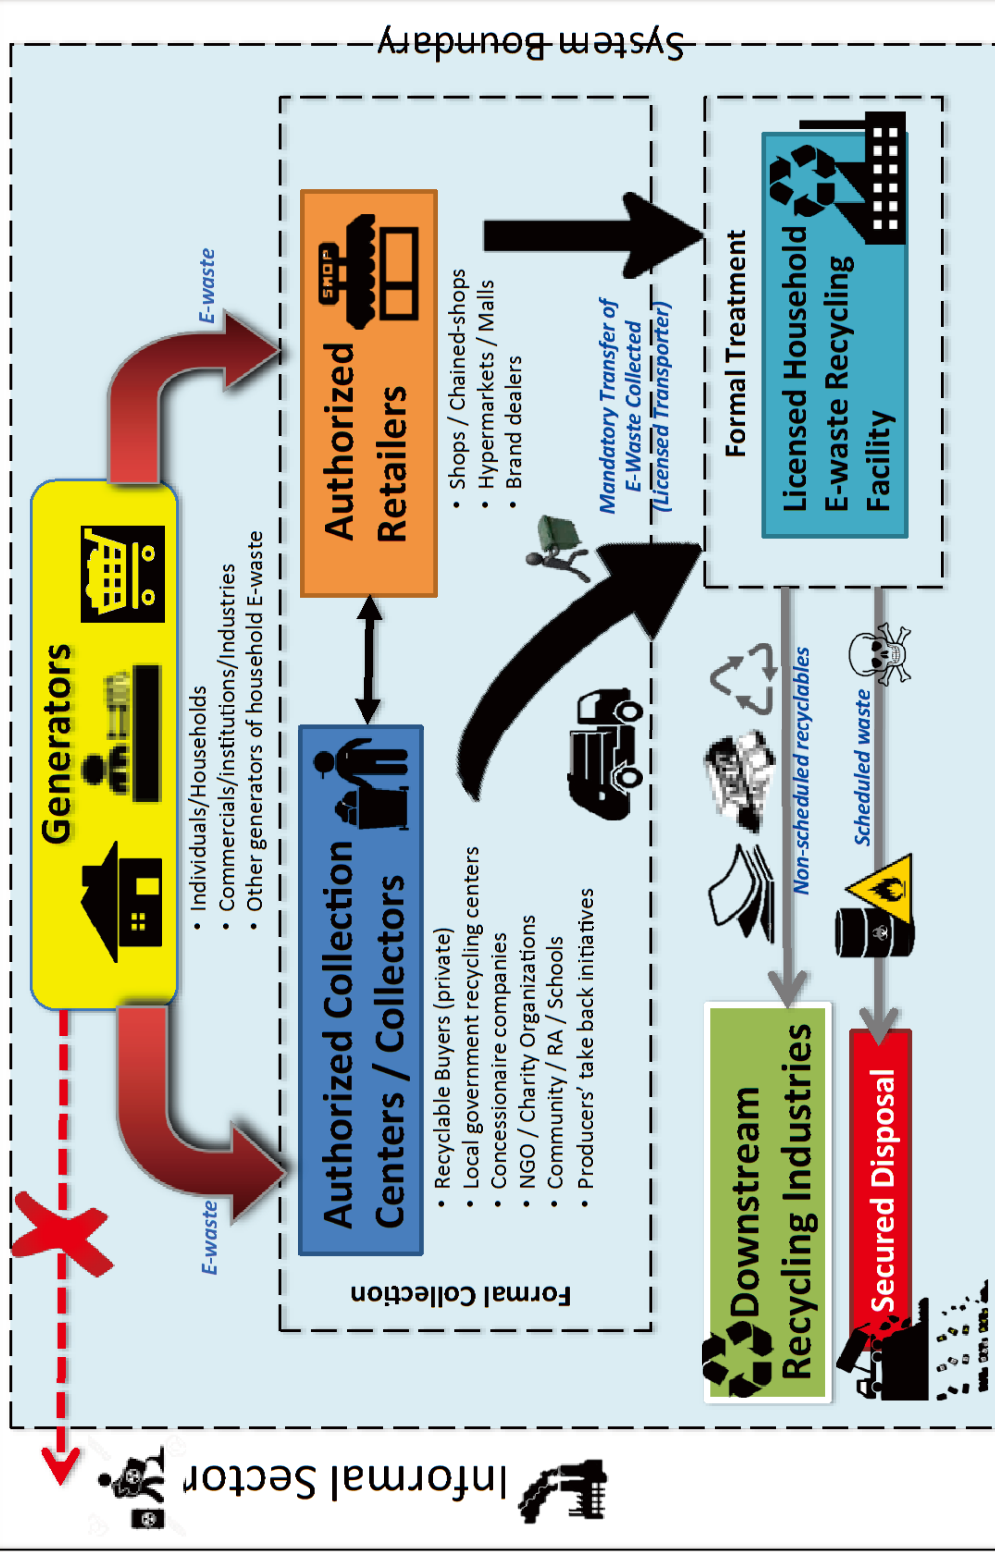 System Boundary
Informal Sector
Generators
• Individuals/Households
• Commercials/institutions/Industries
• Other generators of household E-waste
E-waste
E-waste
Formal Collection
Authorized Collection
Centers / Collectors
• Recyclable Buyers (private)
• Local government recycling centers
• Concessionaire companies
• NGO / Charity Organizations
• Community / RA / Schools
• Producers' take back initiatives
SHOP
Authorized
Retailers
• Shops / Chained-shops
• Hypermarkets / Malls
• Brand dealers
Mandatory Transfer of
E-Waste Collected
(Licensed Transporter)
Formal Treatment
Licensed Household
E-waste Recycling
Facility
Non-scheduled recyclables
Scheduled waste
Downstream
Recycling Industries
Secured Disposal